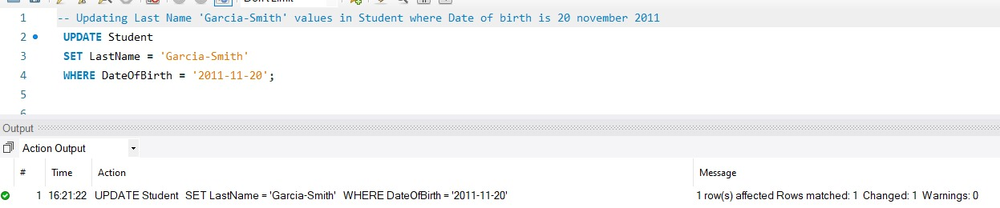 1 -- Updating Last Name 'Garcia-Smith' values in Student where Date of birth is 20 november 2011
2 UPDATE Student
3 SET LastName = 'Garcia-Smith'
4 WHERE DateOfBirth = '2011-11-20';
5
6
Output
Action Output
# Time Action Message
1 16:21:22 UPDATE Student SET LastName = 'Garcia-Smith' WHERE DateOfBirth = '2011-11-20' 1 row(s) affected Rows matched: 1 Changed: 1 Warnings: 0